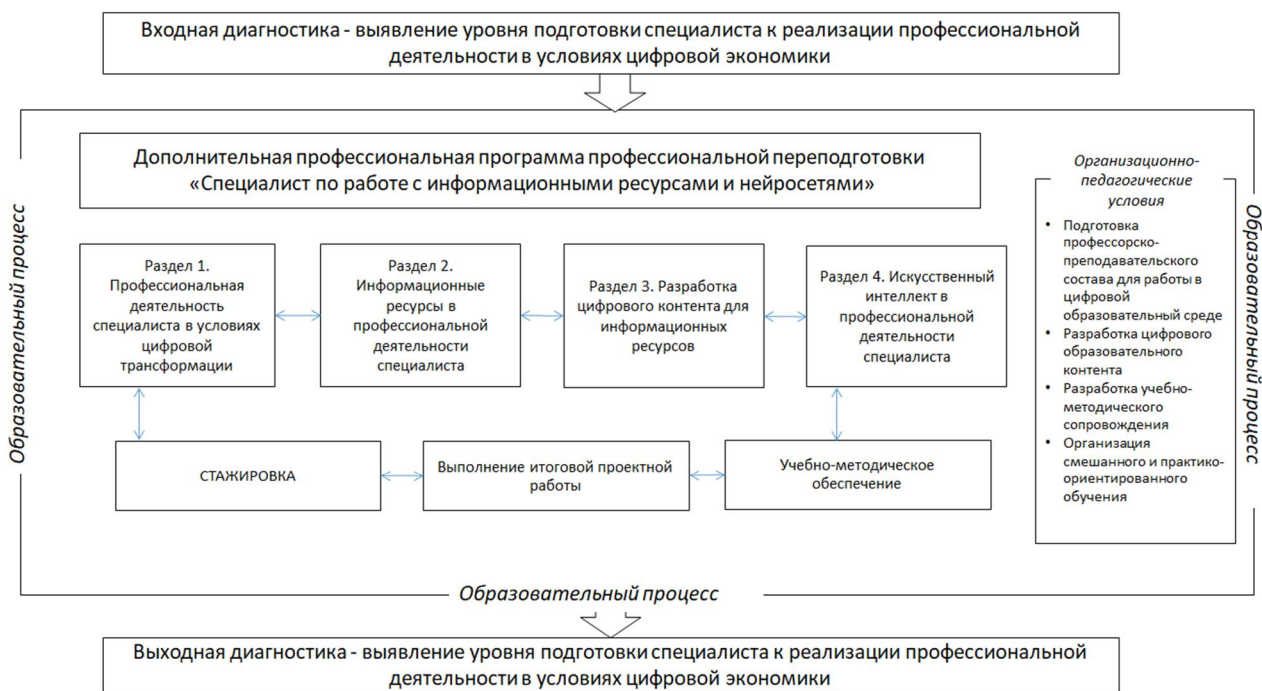 Входная диагностика - выявление уровня подготовки специалиста к реализации профессиональной
деятельности в условиях цифровой экономики
Дополнительная профессиональная программа профессиональной переподготовки
«Специалист по работе с информационными ресурсами и нейросетями»
Образовательный процесс
Раздел 1.
Профессиональная
деятельность
специалиста в условиях
цифровой
трансформации
Раздел 2.
Информационные
ресурсы в
профессиональной
деятельности
специалиста
Раздел 3. Разработка
цифрового контента для
информационных
ресурсов
Раздел 4. Искусственный
интеллект в
профессиональной
деятельности
специалиста
СТАЖИРОВКА
Выполнение итоговой проектной
работы
Учебно-методическое
обеспечение
Организационно-
педагогические
условия
• Подготовка
профессорско-
преподавательского
состава для работы в
цифровой
образовательный среде
• Разработка цифрового
образовательного
контента
• Разработка учебно-
методического
сопровождения
• Организация
смешанного и практико-
ориентированного
обучения
Образовательный процесс
Образовательный процесс
Выходная диагностика - выявление уровня подготовки специалиста к реализации профессиональной
деятельности в условиях цифровой экономики